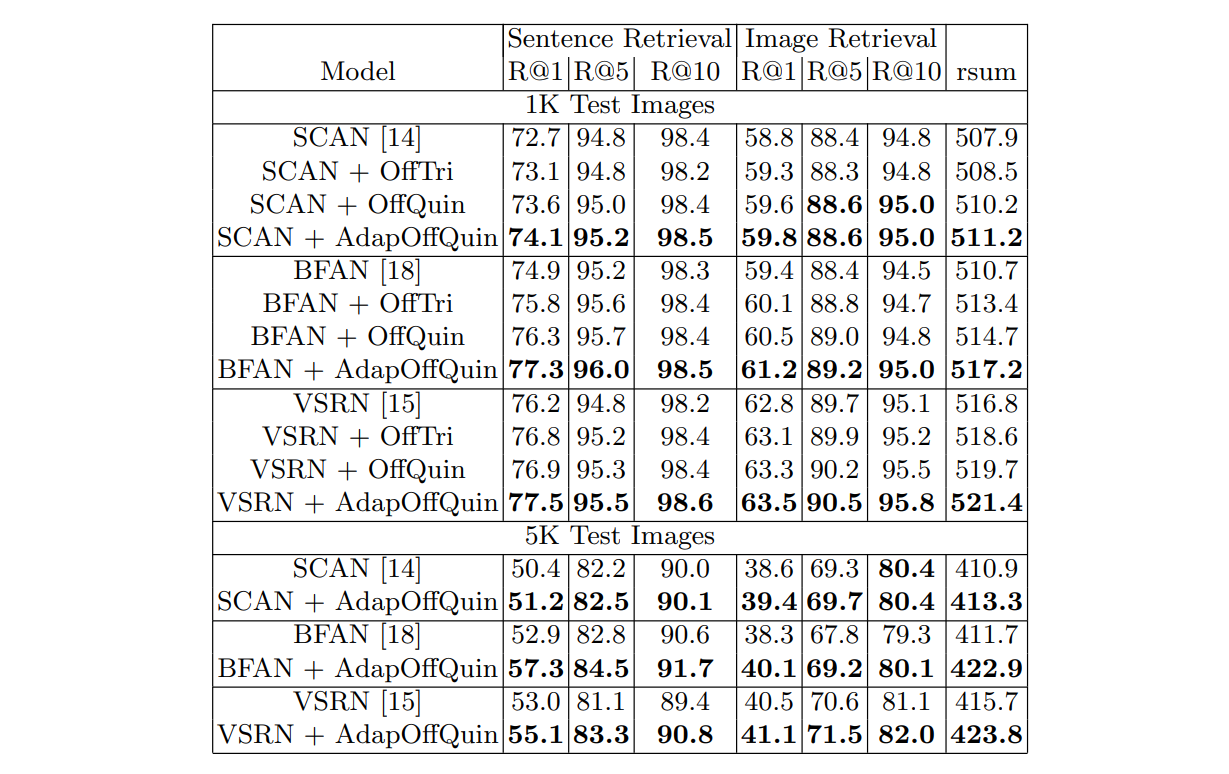 Sentence Retrieval Image Retrieval
Model R@1 R@5 R@10 R@1 R@5 R@10 rsum
1K Test Images
SCAN [14] 72.7 94.8 98.4 58.8 88.4 94.8 507.9
SCAN + OffTri 73.1 94.8 98.2 59.3 88.3 94.8 508.5
SCAN + OffQuin 73.6 95.0 98.4 59.6 88.6 95.0 510.2
SCAN + AdapOffQuin 74.1 95.2 98.5 59.8 88.6 95.0 511.2
BFAN [18] 74.9 95.2 98.3 59.4 88.4 94.5 510.7
BFAN + OffTri 75.8 95.6 98.4 60.1 88.8 94.7 513.4
BFAN + OffQuin 76.3 95.7 98.4 60.5 89.0 94.8 514.7
BFAN + AdapOffQuin 77.3 96.0 98.5 61.2 89.2 95.0 517.2
VSRN [15] 76.2 94.8 98.2 62.8 89.7 95.1 516.8
VSRN + OffTri 76.8 95.2 98.4 63.1 89.9 95.2 518.6
VSRN + OffQuin 76.9 95.3 98.4 63.3 90.2 95.5 519.7
VSRN + AdapOffQuin 77.5 95.5 98.6 63.5 90.5 95.8 521.4
5K Test Images
SCAN [14] 50.4 82.2 90.0 38.6 69.3 80.4 410.9
SCAN + AdapOffQuin 51.2 82.5 90.1 39.4 69.7 80.4 413.3
BFAN [18] 52.9 82.8 90.6 38.3 67.8 79.3 411.7
BFAN + AdapOffQuin 57.3 84.5 91.7 40.1 69.2 80.1 422.9
VSRN [15] 53.0 81.1 89.4 40.5 70.6 81.1 415.7
VSRN + AdapOffQuin 55.1 83.3 90.8 41.1 71.5 82.0 423.8